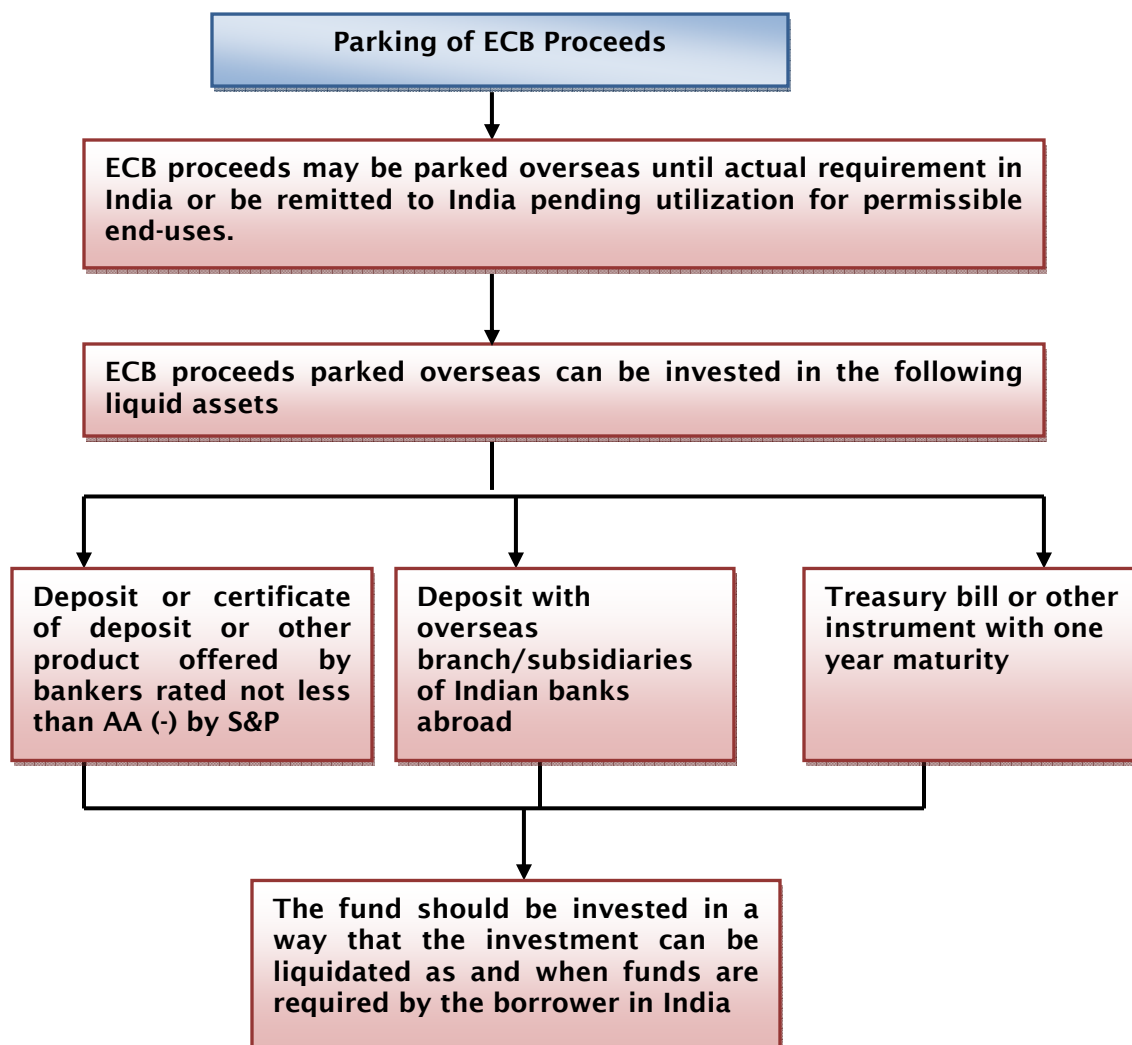 Parking of ECB Proceeds
ECB proceeds may be parked overseas until actual requirement in
India or be remitted to India pending utilization for permissible
end-uses.
ECB proceeds parked overseas can be invested in the following
liquid assets
Deposit or certificate
of deposit or other
product offered by
bankers rated not less
than AA (-) by S&P
Deposit with
overseas
branch/subsidiaries
of Indian banks
abroad
Treasury bill or other
instrument with one
year maturity
The fund should be invested in a
way that the investment can be
liquidated as and when funds are
required by the borrower in India